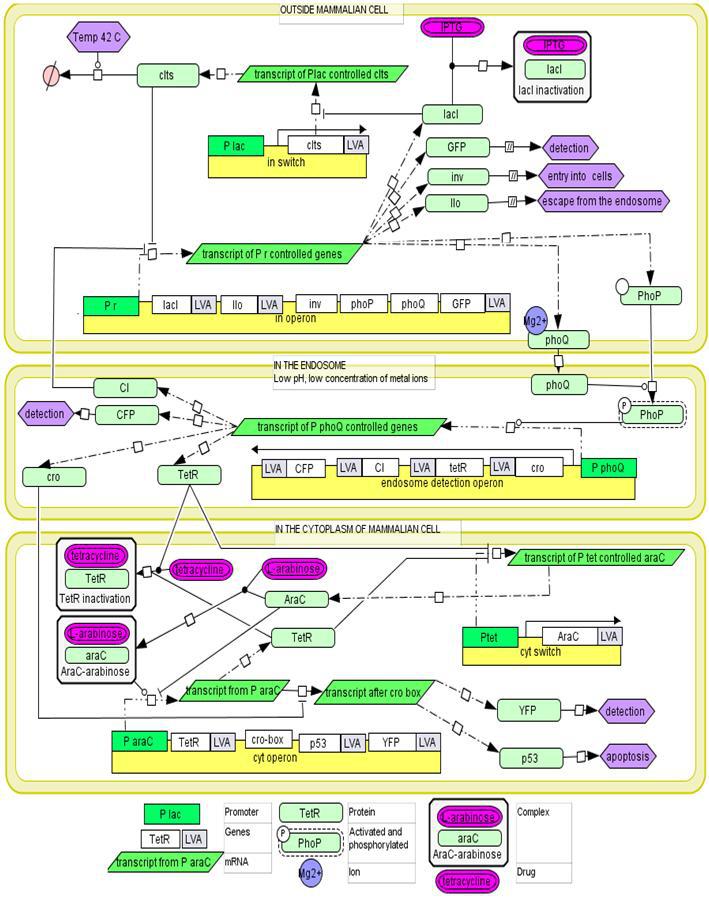 OUTSIDE MAMMALIAN CELL
Temp 42 C
cIts
transcript of Plac controlled cIts
IPTG
IPTG
lacI
lacI inactivation
lacI
P lac
cIts
LVA
in switch
GFP
detection
inv
entry into cells
llo
escape from the endosome
transcript of P r controlled genes
PhoP
P r
lacI
LVA
llo
LVA
inv
phoP
phoQ
GFP
LVA
in operon
Mg2+
phoQ
IN THE ENDOSOME
Low pH, low concentration of metal ions
phoQ
CI
P
PhoP
detection
CFP
transcript of P phoQ controlled genes
cro
TetR
LVA
CFP
LVA
CI
LVA
tetR
LVA
cro
P phoQ
endosome detection operon
IN THE CYTOPLASM OF MAMMALIAN CELL
tetracycline
TetR
TetR inactivation
tetracycline
L-arabinose
transcript of P tet controlled araC
AraC
L-arabinose
araC
AraC-arabinose
TetR
Ptet
AraC
LVA
cyt switch
transcript from P araC
transcript after cro box
YFP
detection
P araC
TetR
LVA
cro-box
p53
LVA
YFP
LVA
cyt operon
p53
apoptosis
P lac
Promoter
TetR
Protein
L-arabinose
araC
AraC-arabinose
Complex
TetR
LVA
Genes
P
PhoP
Activated and
phosphorylated
transcript from P araC
mRNA
Mg2+
Ion
tetracycline
Drug